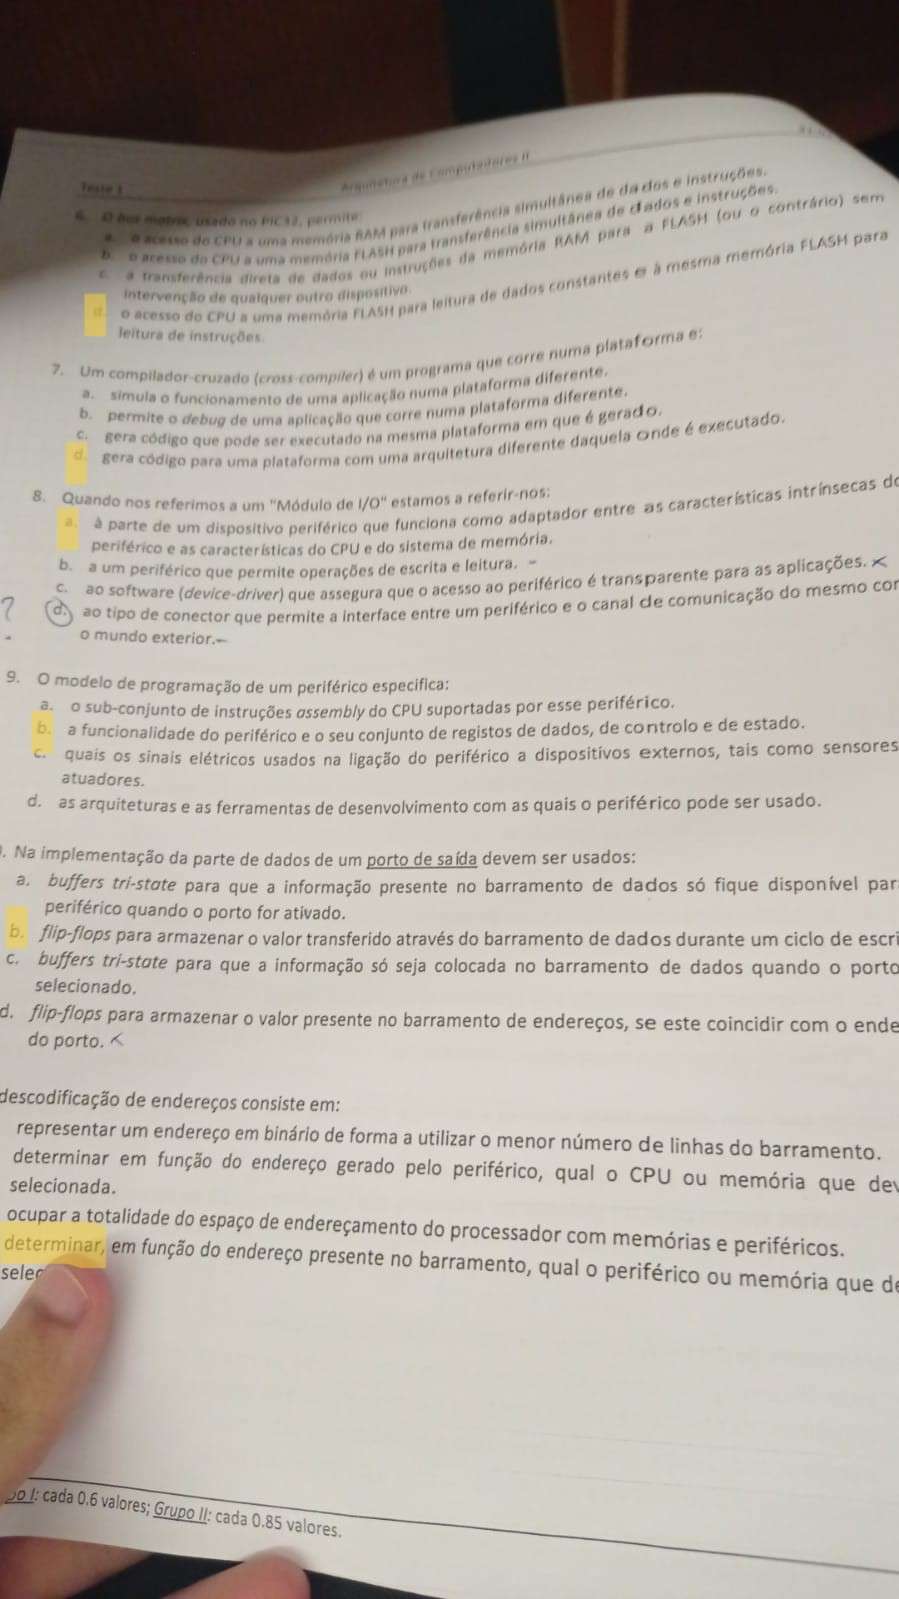 Teste 1
Arquitetura de Computadores II
6. O bus matrix, usado no PIC32, permite:
a. o acesso do CPU a uma memória RAM para transferência simultânea de dados e instruções.
b. o acesso do CPU a uma memória FLASH para transferência simultânea de dados e instruções.
c. a transferência direta de dados ou instruções da memória RAM para a FLASH (ou o contrário) sem
intervenção de qualquer outro dispositivo.
d. o acesso do CPU a uma memória FLASH para leitura de dados constantes e à mesma memória FLASH para
leitura de instruções.
7. Um compilador-cruzado (cross-compiler) é um programa que corre numa plataforma e:
a. simula o funcionamento de uma aplicação numa plataforma diferente.
b. permite o debug de uma aplicação que corre numa plataforma diferente.
c. gera código que pode ser executado na mesma plataforma em que é gerado.
d. gera código para uma plataforma com uma arquitetura diferente daquela onde é executado.
8. Quando nos referimos a um "Módulo de I/O" estamos a referir-nos:
a. à parte de um dispositivo periférico que funciona como adaptador entre as características intrínsecas do
periférico e as características do CPU e do sistema de memória.
b. a um periférico que permite operações de escrita e leitura.
c. ao software (device-driver) que assegura que o acesso ao periférico é transparente para as aplicações.
? d. ao tipo de conector que permite a interface entre um periférico e o canal de comunicação do mesmo com
o mundo exterior.
9. O modelo de programação de um periférico especifica:
a. o sub-conjunto de instruções assembly do CPU suportadas por esse periférico.
b. a funcionalidade do periférico e o seu conjunto de registos de dados, de controlo e de estado.
c. quais os sinais elétricos usados na ligação do periférico a dispositivos externos, tais como sensores
atuadores.
d. as arquiteturas e as ferramentas de desenvolvimento com as quais o periférico pode ser usado.
. Na implementação da parte de dados de um porto de saída devem ser usados:
a. buffers tri-state para que a informação presente no barramento de dados só fique disponível par
periférico quando o porto for ativado.
b. flip-flops para armazenar o valor transferido através do barramento de dados durante um ciclo de escri
c. buffers tri-state para que a informação só seja colocada no barramento de dados quando o porto
selecionado.
d. flip-flops para armazenar o valor presente no barramento de endereços, se este coincidir com o ende
do porto.
descodificação de endereços consiste em:
representar um endereço em binário de forma a utilizar o menor número de linhas do barramento.
determinar em função do endereço gerado pelo periférico, qual o CPU ou memória que dev
selecionada.
ocupar a totalidade do espaço de endereçamento do processador com memórias e periféricos.
determinar, em função do endereço presente no barramento, qual o periférico ou memória que de
selec
po I: cada 0.6 valores; Grupo II: cada 0.85 valores.